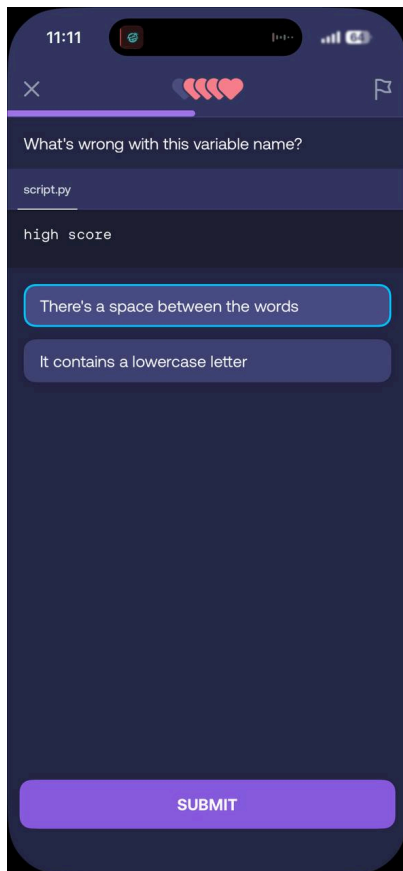 11:11
64
What's wrong with this variable name?
script.py
high score
There's a space between the words
It contains a lowercase letter
SUBMIT